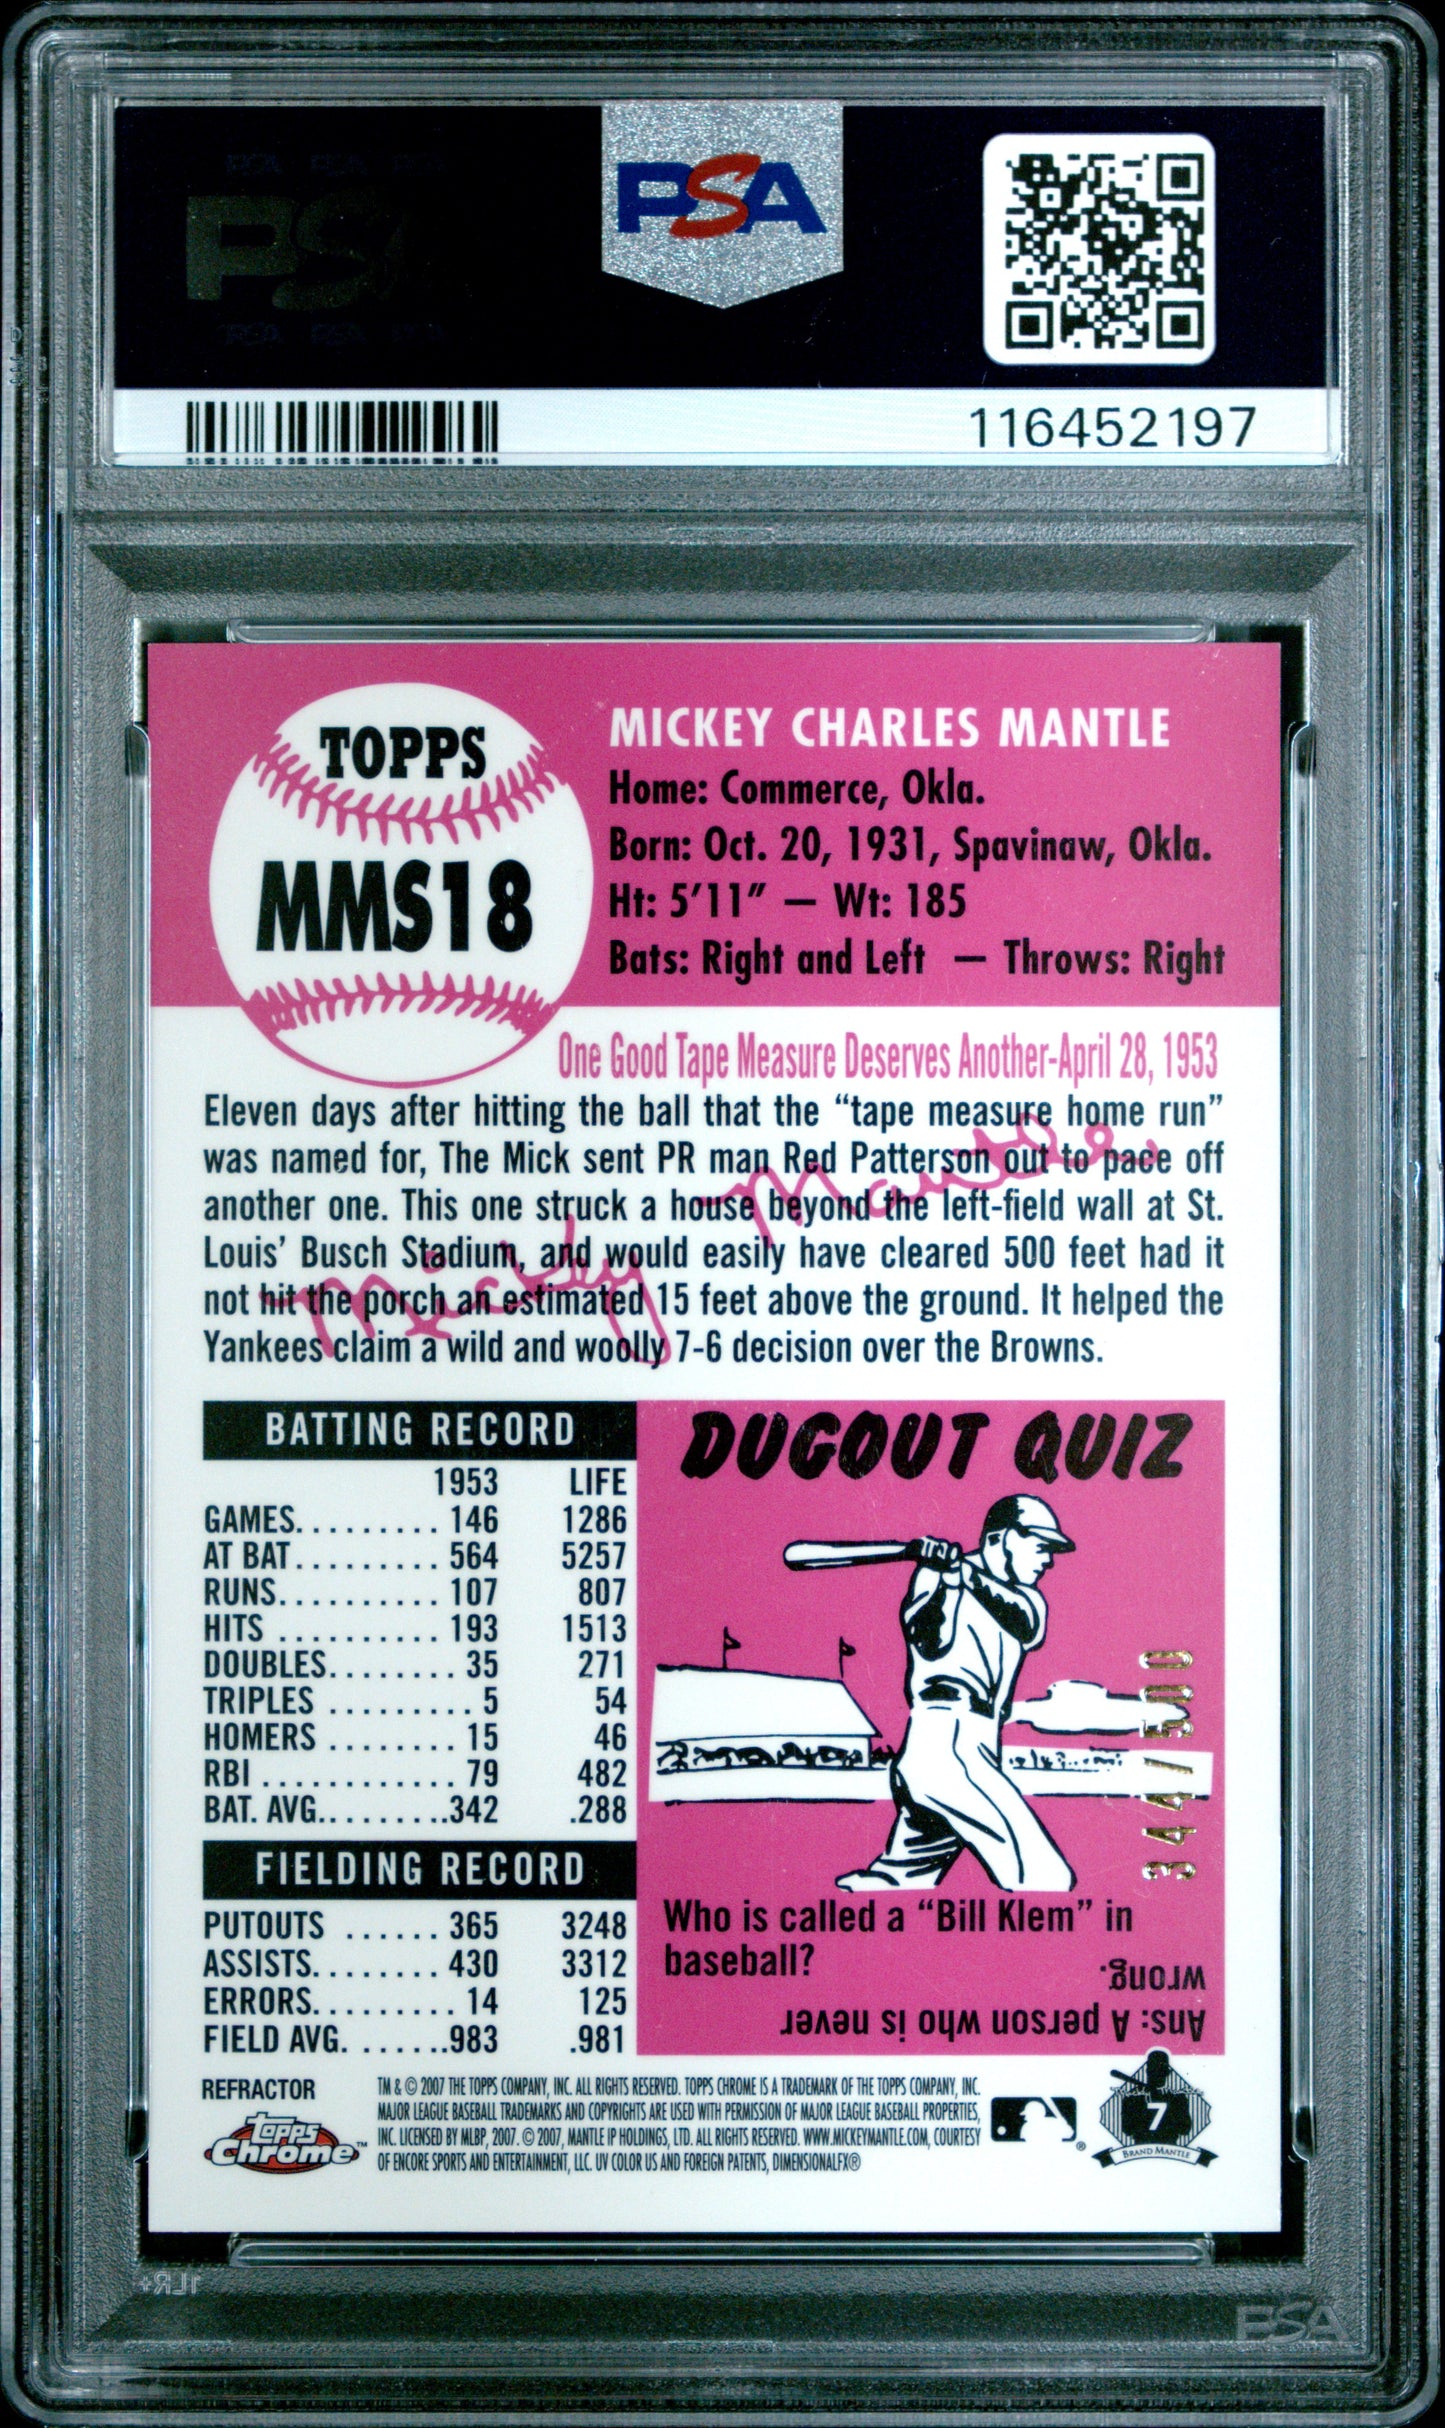 PSA
116452197
TOPPS
MMS18
MICKEY CHARLES MANTLE
Home: Commerce, Okla.
Born: Oct. 20, 1931, Spavinaw, Okla.
Ht: 5'11" — Wt: 185
Bats: Right and Left — Throws: Right
One Good Tape Measure Deserves Another-April 28, 1953
Eleven days after hitting the ball that the “tape measure home run”
was named for, The Mick sent PR man Red Patterson out to pace off
another one. This one struck a house beyond the left-field wall at St.
Louis’ Busch Stadium, and would easily have cleared 500 feet had it
not hit the porch an estimated 15 feet above the ground. It helped the
Yankees claim a wild and woolly 7-6 decision over the Browns.
Mickey Mantle
BATTING RECORD
1953 LIFE
GAMES......... 146 1286
AT BAT......... 564 5257
RUNS.......... 107 807
HITS .......... 193 1513
DOUBLES....... 35 271
TRIPLES ......... 5 54
HOMERS ........ 15 46
RBI ............ 79 482
BAT. AVG........342 .288
FIELDING RECORD
PUTOUTS ...... 365 3248
ASSISTS........ 430 3312
ERRORS......... 14 125
FIELD AVG. ......983 .981
DUGOUT QUIZ
344/500
Who is called a “Bill Klem” in
baseball?
Ans: A person who is never
wrong.
REFRACTOR
Topps
Chrome™
TM & © 2007 THE TOPPS COMPANY, INC. ALL RIGHTS RESERVED. TOPPS CHROME IS A TRADEMARK OF THE TOPPS COMPANY, INC.
MAJOR LEAGUE BASEBALL TRADEMARKS AND COPYRIGHTS ARE USED WITH PERMISSION OF MAJOR LEAGUE BASEBALL PROPERTIES,
INC. LICENSED BY MLBP, 2007. © 2007, MANTLE IP HOLDINGS, LTD. ALL RIGHTS RESERVED. WWW.MICKEYMANTLE.COM, COURTESY
OF ENCORE SPORTS AND ENTERTAINMENT, LLC. UV COLOR US AND FOREIGN PATENTS, DIMENSIONALFX®
®
7
BRAND MANTLE
1LR+
PSA